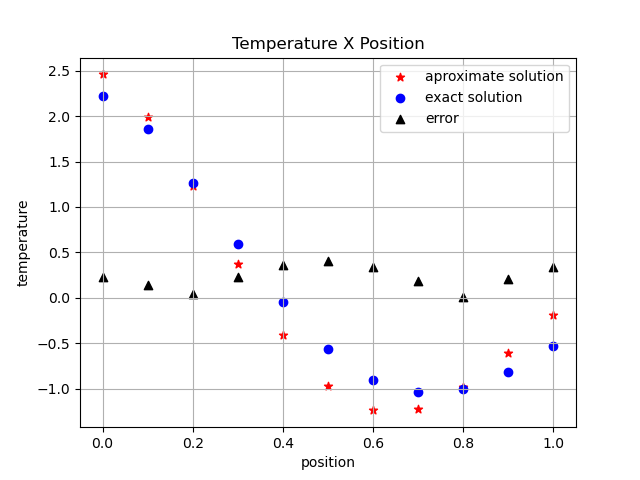 Temperature X Position
aproximate solution
exact solution
error
2.5
2.0
1.5
1.0
0.5
0.0
−0.5
−1.0
temperature
0.0 0.2 0.4 0.6 0.8 1.0
position